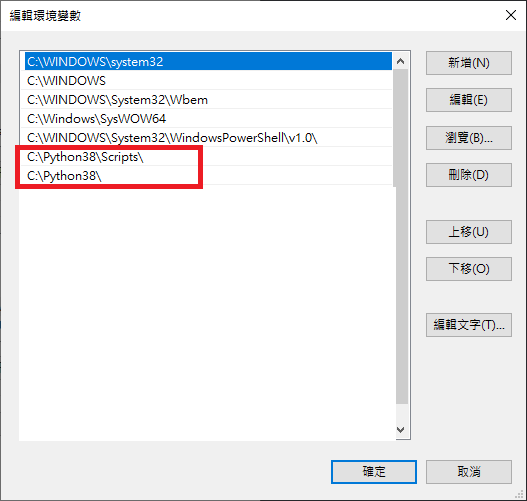 編輯環境變數
C:\WINDOWS\system32
C:\WINDOWS
C:\WINDOWS\System32\Wbem
C:\Windows\SysWOW64
C:\WINDOWS\System32\WindowsPowerShell\v1.0\
C:\Python38\Scripts\
C:\Python38\
新增(N)
編輯(E)
瀏覽(B)...
刪除(D)
上移(U)
下移(O)
編輯文字(T)...
確定
取消